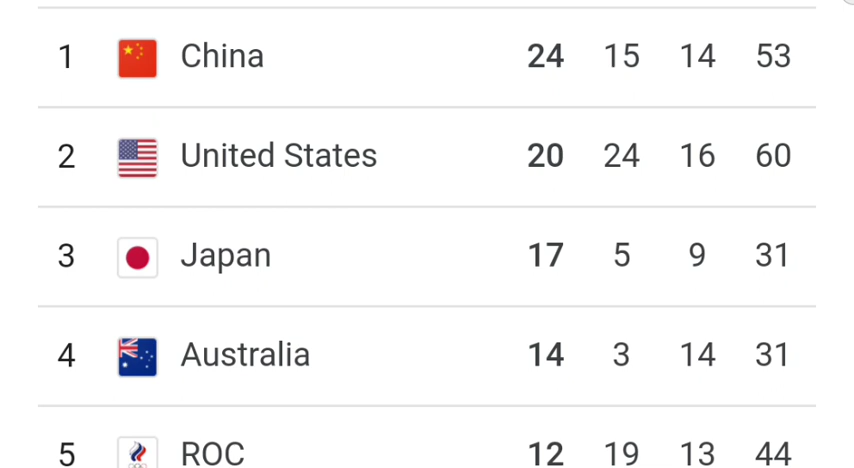 1 China 24 15 14 53
2 United States 20 24 16 60
3 Japan 17 5 9 31
4 Australia 14 3 14 31
5 ROC 12 19 13 44